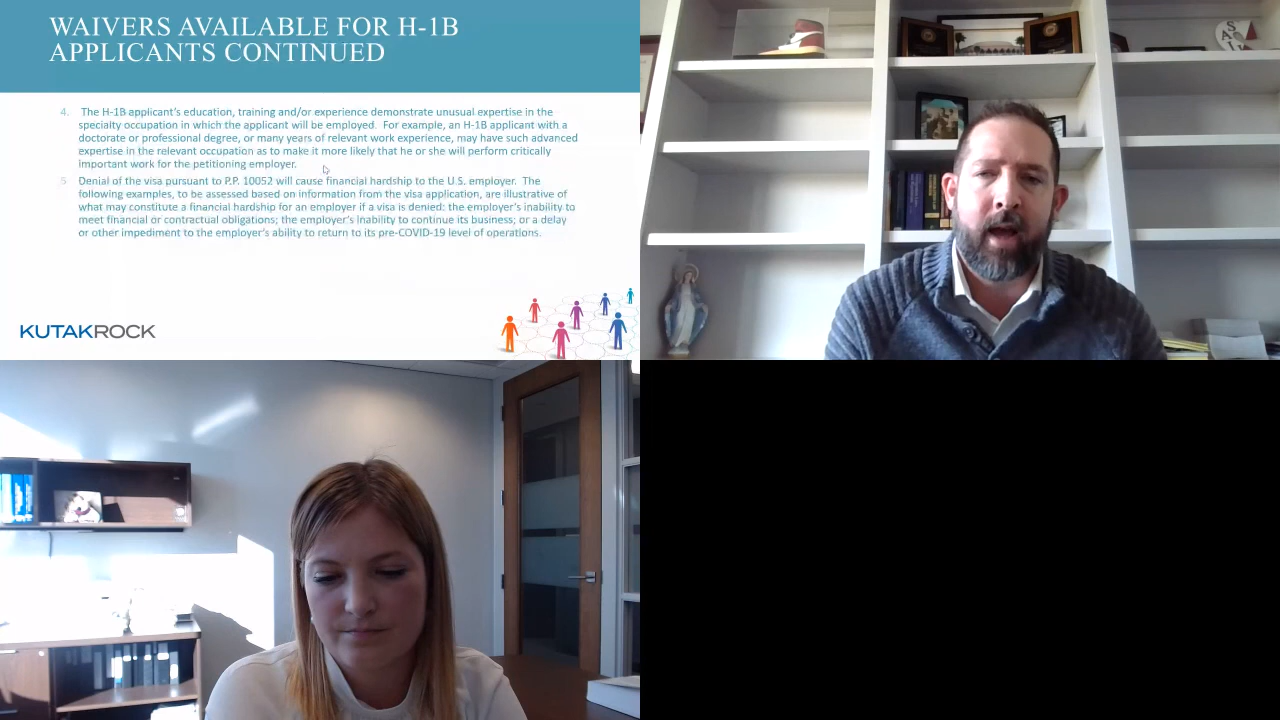 WAIVERS AVAILABLE FOR H-1B
APPLICANTS CONTINUED
4. The H-1B applicant's education, training and/or experience demonstrate unusual expertise in the
specialty occupation in which the applicant will be employed. For example, an H-1B applicant with a
doctorate or professional degree, or many years of relevant work experience, may have such advanced
expertise in the relevant occupation as to make it more likely that he or she will perform critically
important work for the petitioning employer.
5 Denial of the visa pursuant to P.P. 10052 will cause financial hardship to the U.S. employer. The
following examples, to be assessed based on information from the visa application, are illustrative of
what may constitute a financial hardship for an employer if a visa is denied: the employer's inability to
meet financial or contractual obligations; the employer's inability to continue its business; or a delay
or other impediment to the employer's ability to return to its pre-COVID-19 level of operations.
KUTAKROCK